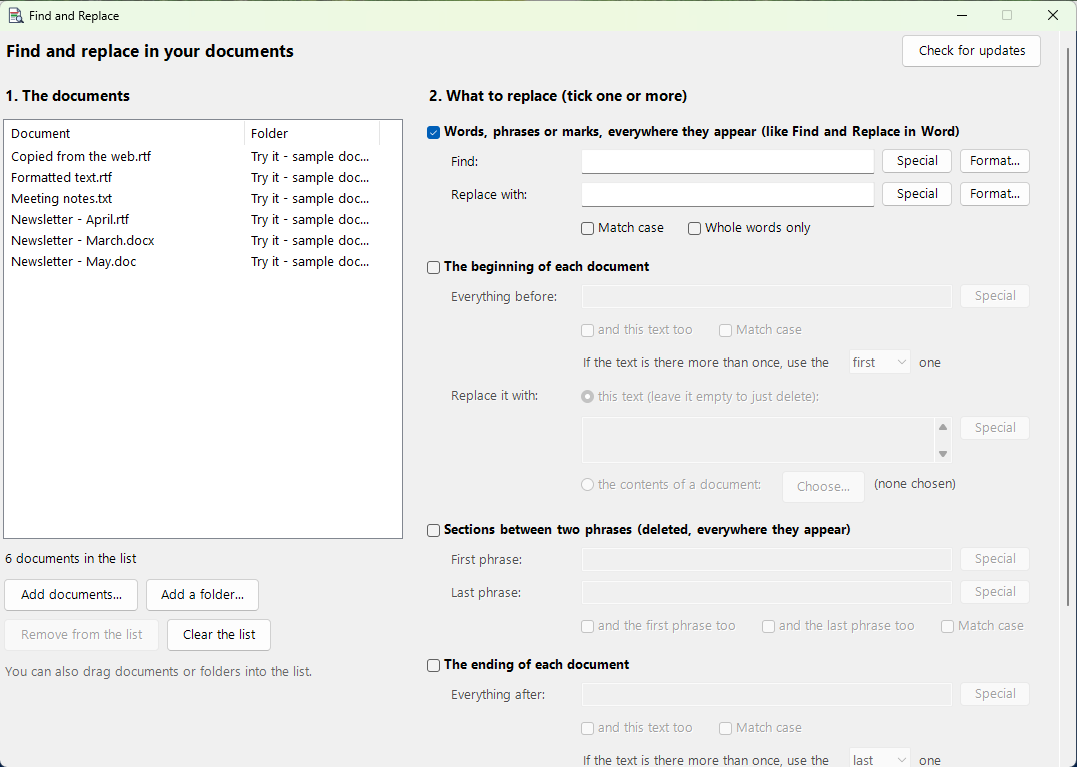 Find and Replace
Find and replace in your documents
Check for updates
1. The documents
Document Folder
Copied from the web.rtf Try it - sample doc...
Formatted text.rtf Try it - sample doc...
Meeting notes.txt Try it - sample doc...
Newsletter - April.rtf Try it - sample doc...
Newsletter - March.docx Try it - sample doc...
Newsletter - May.doc Try it - sample doc...
6 documents in the list
Add documents... Add a folder...
Remove from the list Clear the list
You can also drag documents or folders into the list.
2. What to replace (tick one or more)
Words, phrases or marks, everywhere they appear (like Find and Replace in Word)
Find: Special Format...
Replace with: Special Format...
Match case Whole words only
The beginning of each document
Everything before: Special
and this text too Match case
If the text is there more than once, use the first one
Replace it with: this text (leave it empty to just delete):
Special
the contents of a document: Choose... (none chosen)
Sections between two phrases (deleted, everywhere they appear)
First phrase: Special
Last phrase: Special
and the first phrase too and the last phrase too Match case
The ending of each document
Everything after: Special
and this text too Match case
If the text is there more than once, use the last one